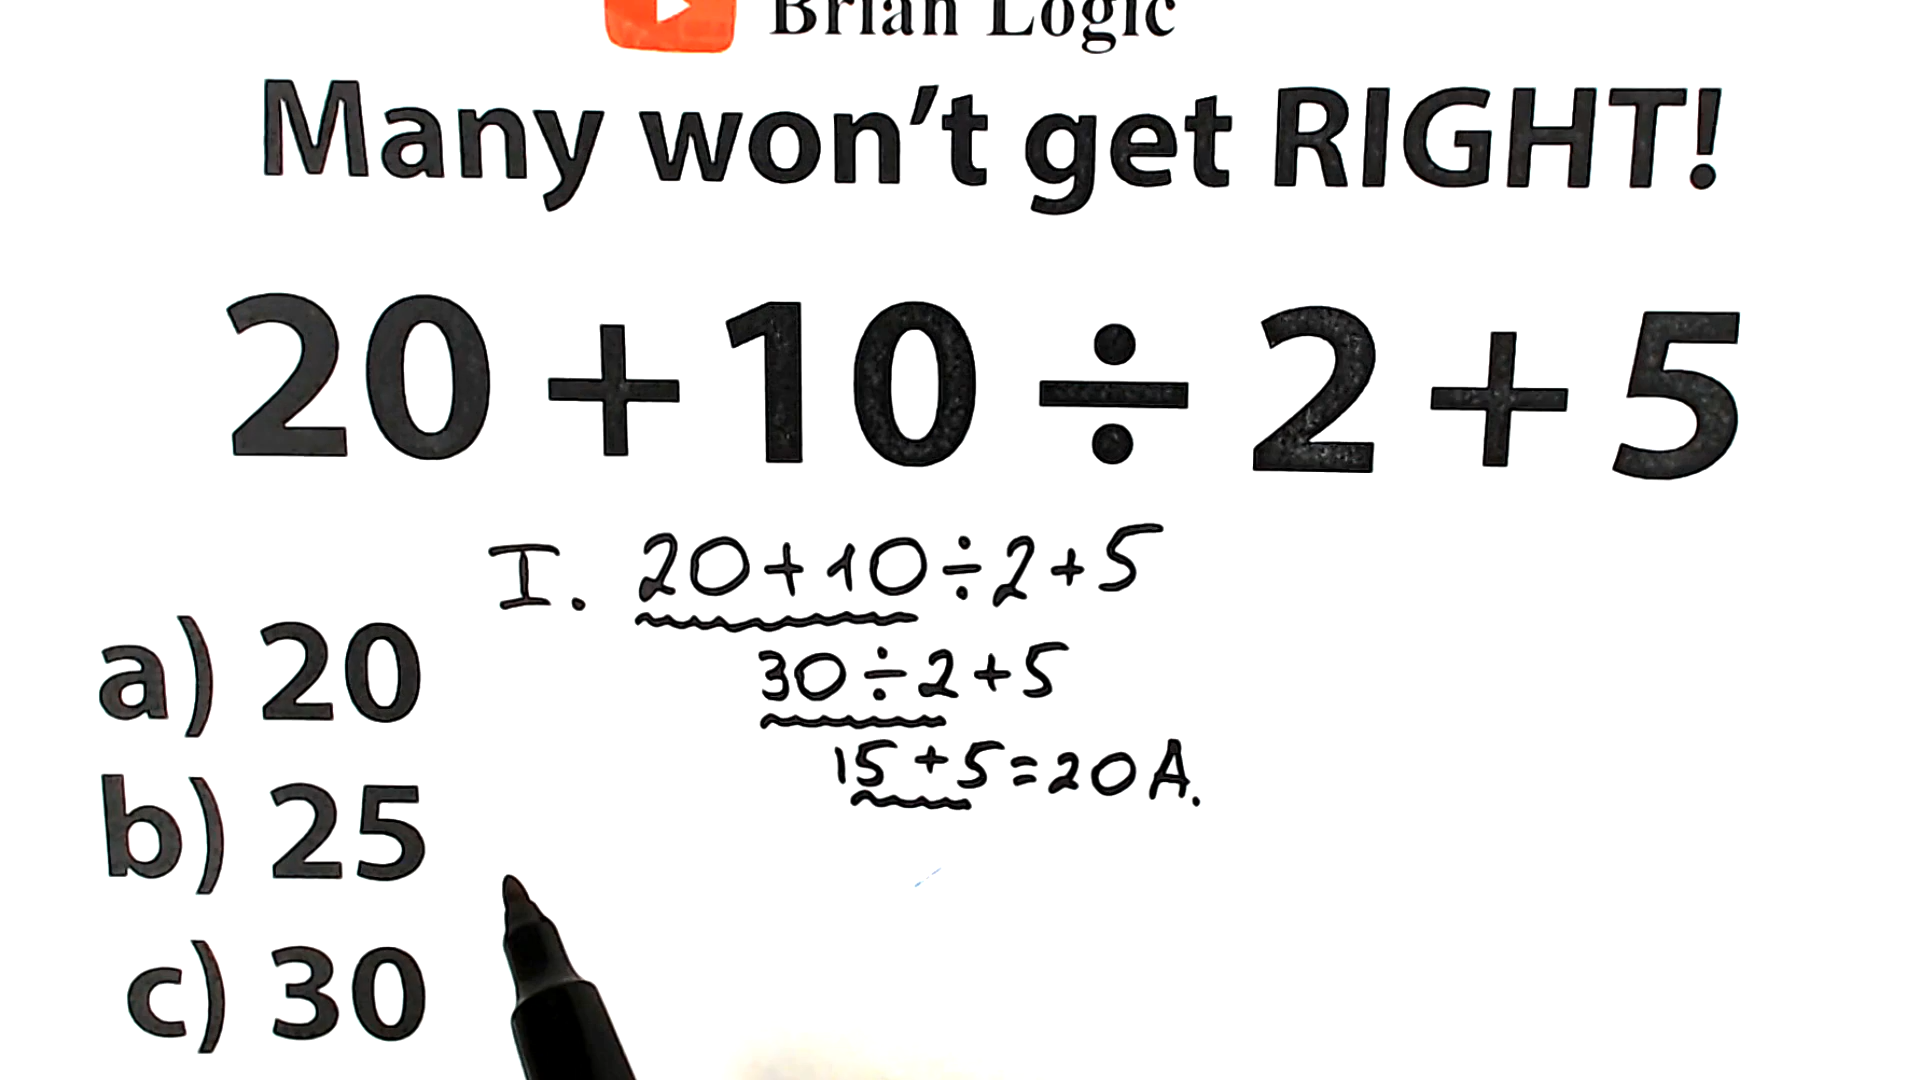 Brian Logic
Many won't get RIGHT!
20+10÷2+5
I. 20+10÷2+5
30÷2+5
15+5=20 A.
a) 20
b) 25
c) 30